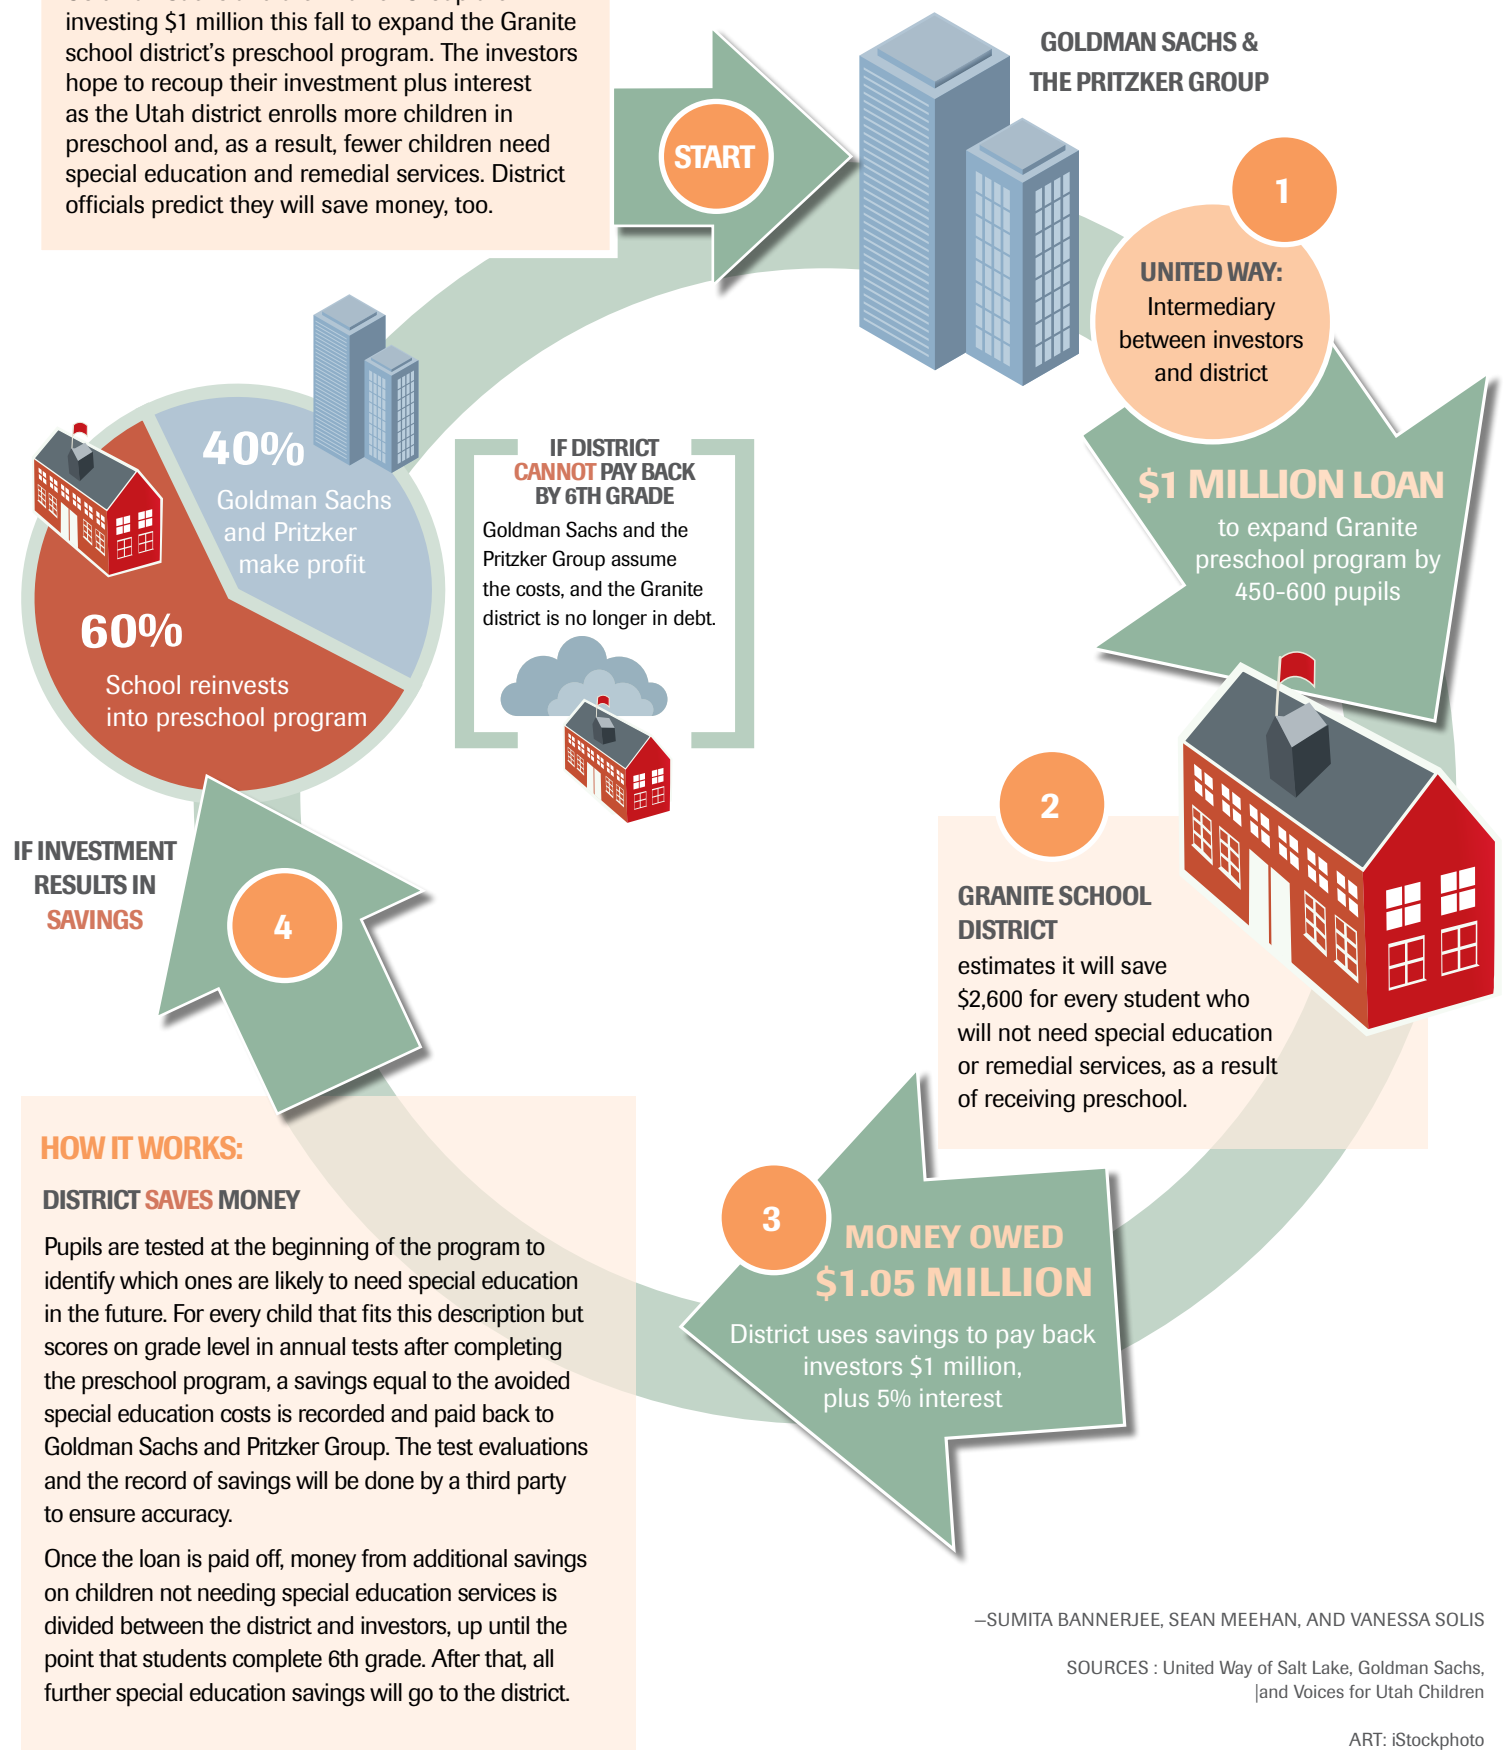 investing $1 million this fall to expand the Granite
school district's preschool program. The investors
hope to recoup their investment plus interest
as the Utah district enrolls more children in
preschool and, as a result, fewer children need
special education and remedial services. District
officials predict they will save money, too.
START
GOLDMAN SACHS &
THE PRITZKER GROUP
1
UNITED WAY:
Intermediary
between investors
and district
$1 MILLION LOAN
to expand Granite
preschool program by
450-600 pupils
2
GRANITE SCHOOL
DISTRICT
estimates it will save
$2,600 for every student who
will not need special education
or remedial services, as a result
of receiving preschool.
3
MONEY OWED
$1.05 MILLION
District uses savings to pay back
investors $1 million,
plus 5% interest
4
IF INVESTMENT
RESULTS IN
SAVINGS
40%
Goldman Sachs
and Pritzker
make profit
60%
School reinvests
into preschool program
IF DISTRICT
CANNOT PAY BACK
BY 6TH GRADE
Goldman Sachs and the
Pritzker Group assume
the costs, and the Granite
district is no longer in debt.
HOW IT WORKS:
DISTRICT SAVES MONEY
Pupils are tested at the beginning of the program to
identify which ones are likely to need special education
in the future. For every child that fits this description but
scores on grade level in annual tests after completing
the preschool program, a savings equal to the avoided
special education costs is recorded and paid back to
Goldman Sachs and Pritzker Group. The test evaluations
and the record of savings will be done by a third party
to ensure accuracy.
Once the loan is paid off, money from additional savings
on children not needing special education services is
divided between the district and investors, up until the
point that students complete 6th grade. After that, all
further special education savings will go to the district.
—SUMITA BANNERJEE, SEAN MEEHAN, AND VANESSA SOLIS
SOURCES : United Way of Salt Lake, Goldman Sachs,
|and Voices for Utah Children
ART: iStockphoto